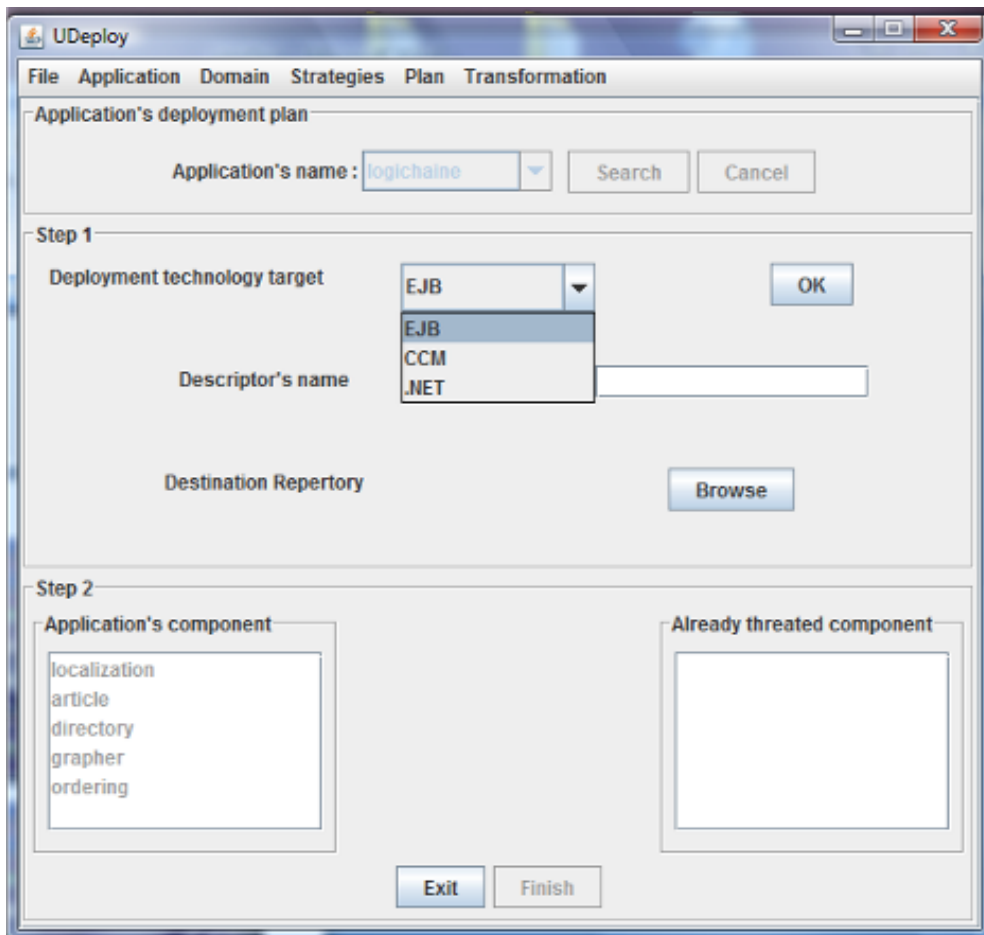 UDeploy
File Application Domain Strategies Plan Transformation
Application's deployment plan
Application's name : logichaine Search Cancel
Step 1
Deployment technology target EJB OK
EJB
CCM
.NET
Descriptor's name
Destination Repertory Browse
Step 2
Application's component Already threated component
localization
article
directory
grapher
ordering
Exit Finish